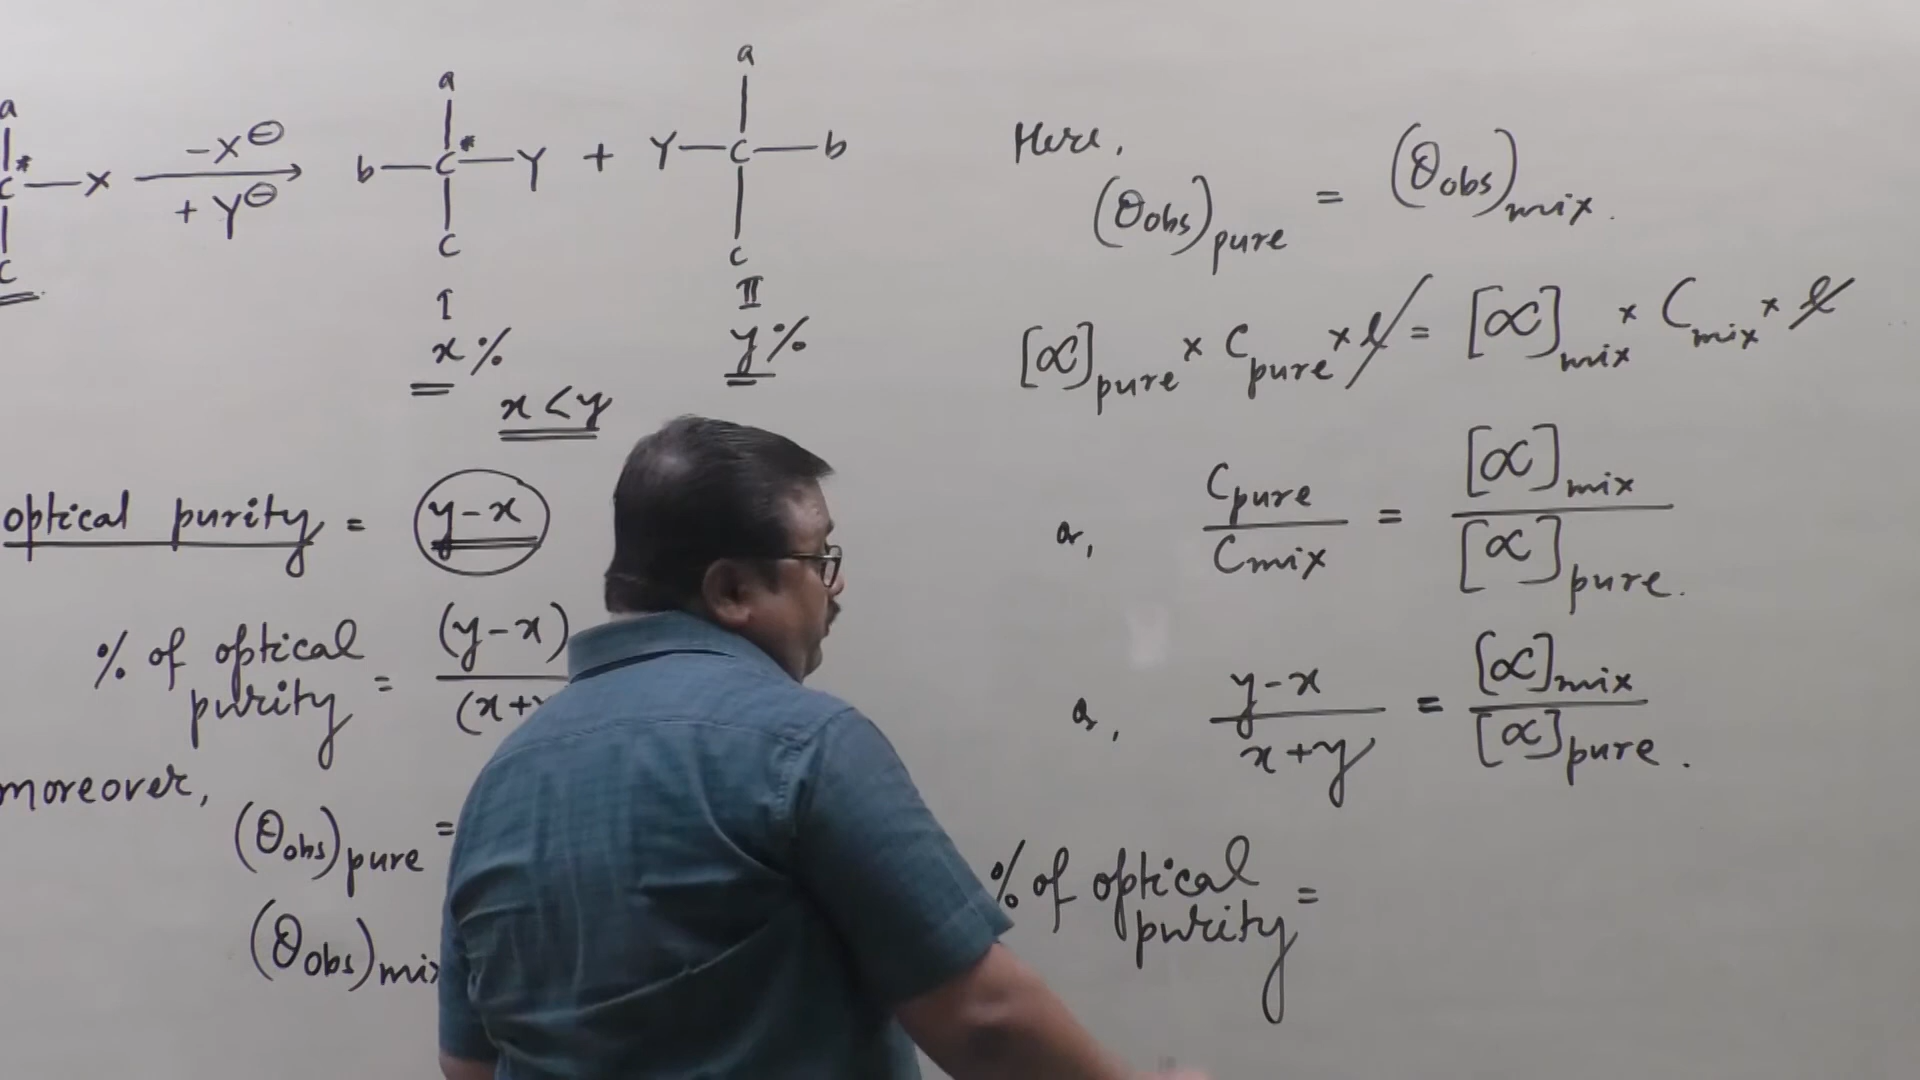 a
a
a
C* — X
— X⊖
+ Y⊖
b — C* — Y + Y — C — b
C
C
C
I
II
x %
y %
x < y
optical purity = y - x
% of optical purity = (y - x)
(x +
moreover,
(θobs)pure =
(θobs)mix
Here,
(θobs)pure = (θobs)mix.
[α]pure × Cpure × l = [α]mix × Cmix × l
or, Cpure / Cmix = [α]mix / [α]pure.
or, y - x / x + y = [α]mix / [α]pure.
% of optical purity =